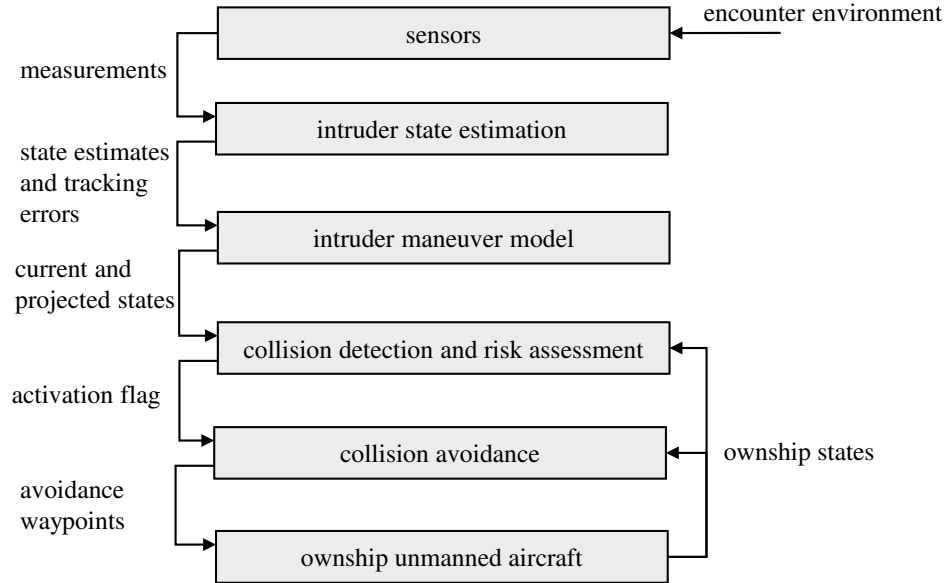 encounter environment
sensors
measurements
intruder state estimation
state estimates
and tracking
errors
intruder maneuver model
current and
projected states
collision detection and risk assessment
activation flag
collision avoidance
ownship states
avoidance
waypoints
ownship unmanned aircraft